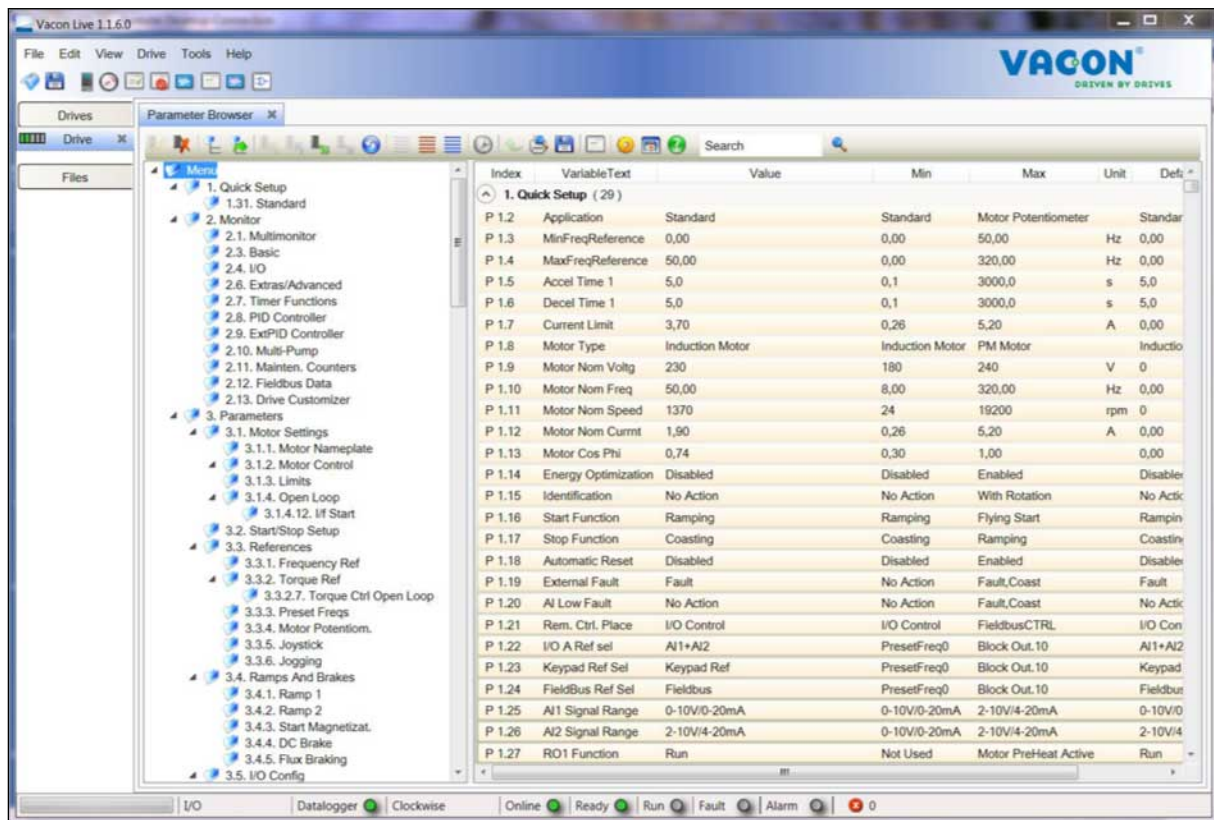 Vacon Live 1.1.6.0
File Edit View Drive Tools Help
VACON®
DRIVEN BY DRIVES
Drives
Drive
Files
Parameter Browser
Search
Menu
1. Quick Setup
1.31. Standard
2. Monitor
2.1. Multimonitor
2.3. Basic
2.4. I/O
2.6. Extras/Advanced
2.7. Timer Functions
2.8. PID Controller
2.9. ExtPID Controller
2.10. Multi-Pump
2.11. Mainten. Counters
2.12. Fieldbus Data
2.13. Drive Customizer
3. Parameters
3.1. Motor Settings
3.1.1. Motor Nameplate
3.1.2. Motor Control
3.1.3. Limits
3.1.4. Open Loop
3.1.4.12. I/f Start
3.2. Start/Stop Setup
3.3. References
3.3.1. Frequency Ref
3.3.2. Torque Ref
3.3.2.7. Torque Ctrl Open Loop
3.3.3. Preset Freqs
3.3.4. Motor Potentiom.
3.3.5. Joystick
3.3.6. Jogging
3.4. Ramps And Brakes
3.4.1. Ramp 1
3.4.2. Ramp 2
3.4.3. Start Magnetizat.
3.4.4. DC Brake
3.4.5. Flux Braking
3.5. I/O Config
Index VariableText Value Min Max Unit Defa
1. Quick Setup (29)
P 1.2 Application Standard Standard Motor Potentiometer Standar
P 1.3 MinFreqReference 0,00 0,00 50,00 Hz 0,00
P 1.4 MaxFreqReference 50,00 0,00 320,00 Hz 0,00
P 1.5 Accel Time 1 5,0 0,1 3000,0 s 5,0
P 1.6 Decel Time 1 5,0 0,1 3000,0 s 5,0
P 1.7 Current Limit 3,70 0,26 5,20 A 0,00
P 1.8 Motor Type Induction Motor Induction Motor PM Motor Inductio
P 1.9 Motor Nom Voltg 230 180 240 V 0
P 1.10 Motor Nom Freq 50,00 8,00 320,00 Hz 0,00
P 1.11 Motor Nom Speed 1370 24 19200 rpm 0
P 1.12 Motor Nom Currnt 1,90 0,26 5,20 A 0,00
P 1.13 Motor Cos Phi 0,74 0,30 1,00 0,00
P 1.14 Energy Optimization Disabled Disabled Enabled Disable
P 1.15 Identification No Action No Action With Rotation No Actio
P 1.16 Start Function Ramping Ramping Flying Start Rampin
P 1.17 Stop Function Coasting Coasting Ramping Coastin
P 1.18 Automatic Reset Disabled Disabled Enabled Disable
P 1.19 External Fault Fault No Action Fault,Coast Fault
P 1.20 AI Low Fault No Action No Action Fault,Coast No Actio
P 1.21 Rem. Ctrl. Place I/O Control I/O Control FieldbusCTRL I/O Con
P 1.22 I/O A Ref sel AI1+AI2 PresetFreq0 Block Out.10 AI1+AI2
P 1.23 Keypad Ref Sel Keypad Ref PresetFreq0 Block Out.10 Keypad
P 1.24 FieldBus Ref Sel Fieldbus PresetFreq0 Block Out.10 Fieldbus
P 1.25 AI1 Signal Range 0-10V/0-20mA 0-10V/0-20mA 2-10V/4-20mA 0-10V/0
P 1.26 AI2 Signal Range 2-10V/4-20mA 0-10V/0-20mA 2-10V/4-20mA 2-10V/4
P 1.27 RO1 Function Run Not Used Motor PreHeat Active Run
I/O Datalogger Clockwise Online Ready Run Fault Alarm 0